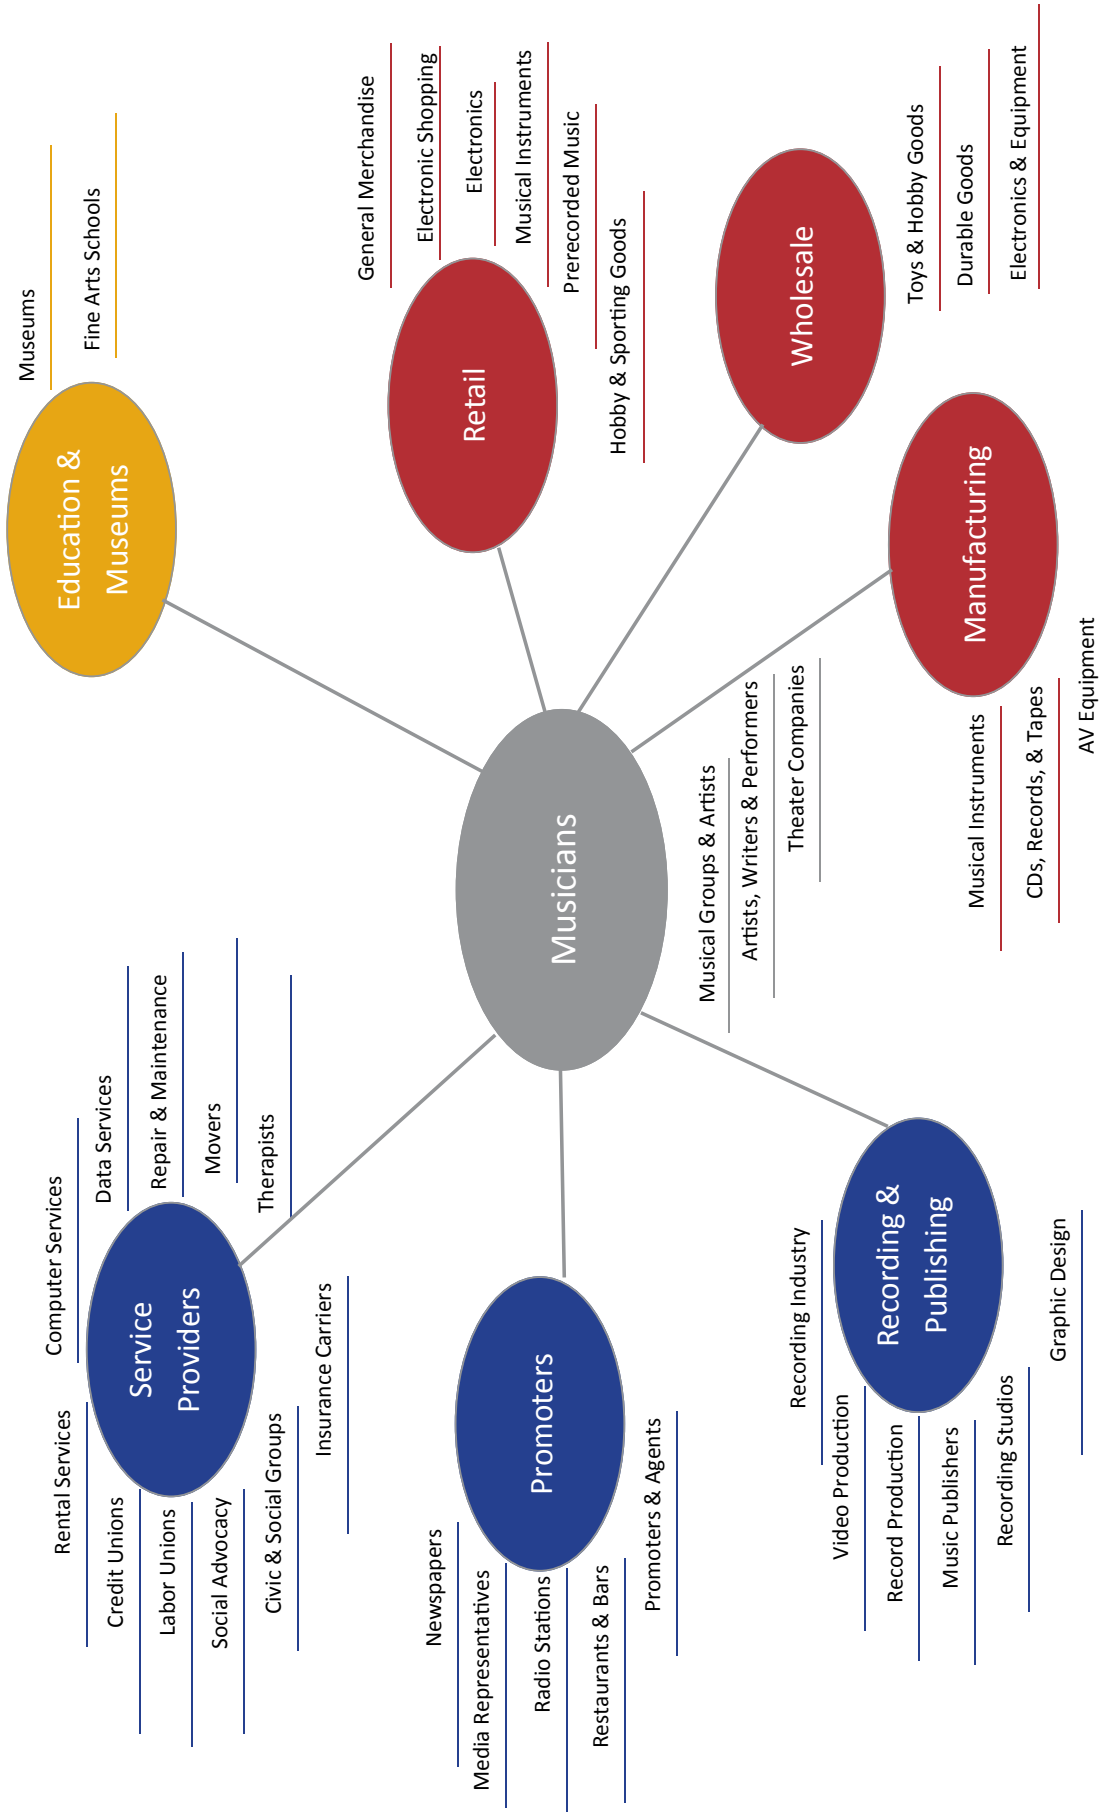 Service
Providers
Rental Services
Credit Unions
Labor Unions
Social Advocacy
Civic & Social Groups
Insurance Carriers
Computer Services
Data Services
Repair & Maintenance
Movers
Therapists
Education &
Museums
Museums
Fine Arts Schools
Promoters
Newspapers
Media Representatives
Radio Stations
Restaurants & Bars
Promoters & Agents
Musicians
Musical Groups & Artists
Artists, Writers & Performers
Theater Companies
Retail
General Merchandise
Electronic Shopping
Electronics
Musical Instruments
Prerecorded Music
Hobby & Sporting Goods
Recording &
Publishing
Recording Industry
Video Production
Record Production
Music Publishers
Recording Studios
Graphic Design
Manufacturing
Musical Instruments
CDs, Records, & Tapes
AV Equipment
Wholesale
Toys & Hobby Goods
Durable Goods
Electronics & Equipment